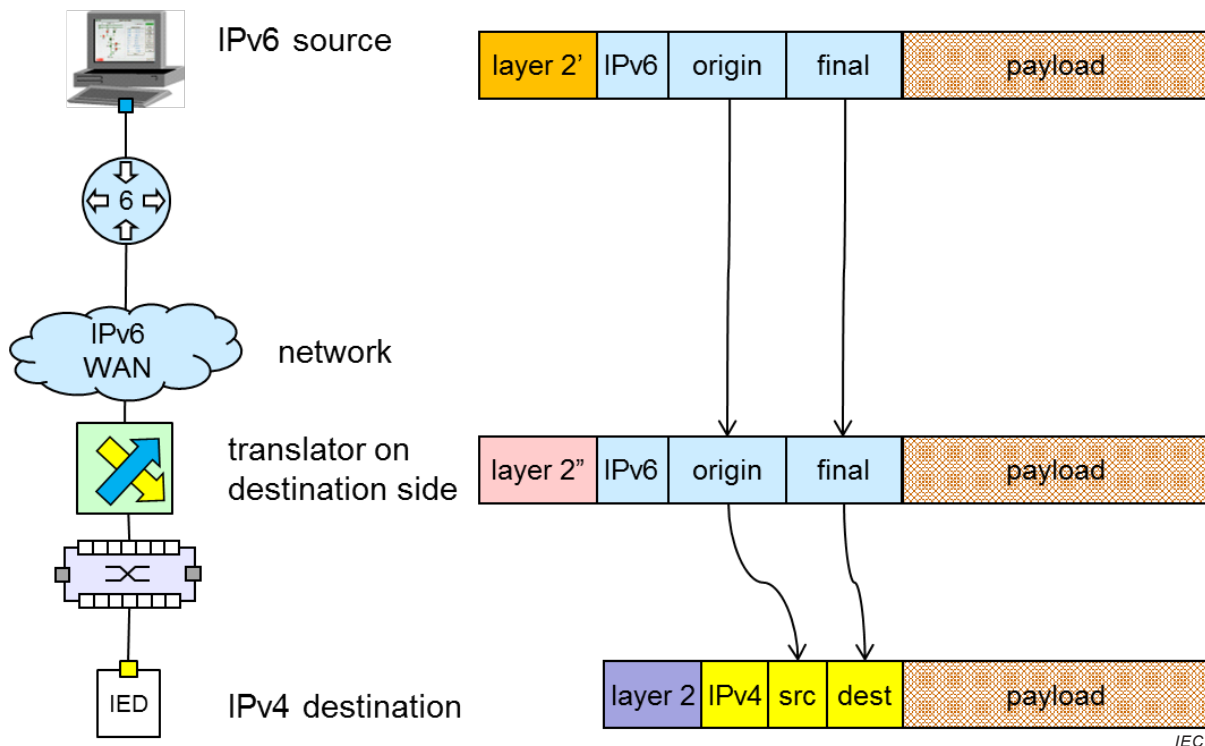 IPv6 source
layer 2’ IPv6 origin final payload
6
IPv6
WAN
network
translator on
destination side
layer 2” IPv6 origin final payload
IED
IPv4 destination
layer 2 IPv4 src dest payload
IEC